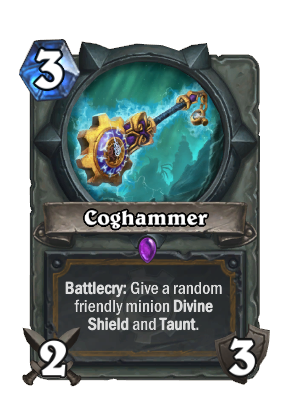 3
Coghammer
Battlecry: Give a random
friendly minion Divine
Shield and Taunt.
2
3